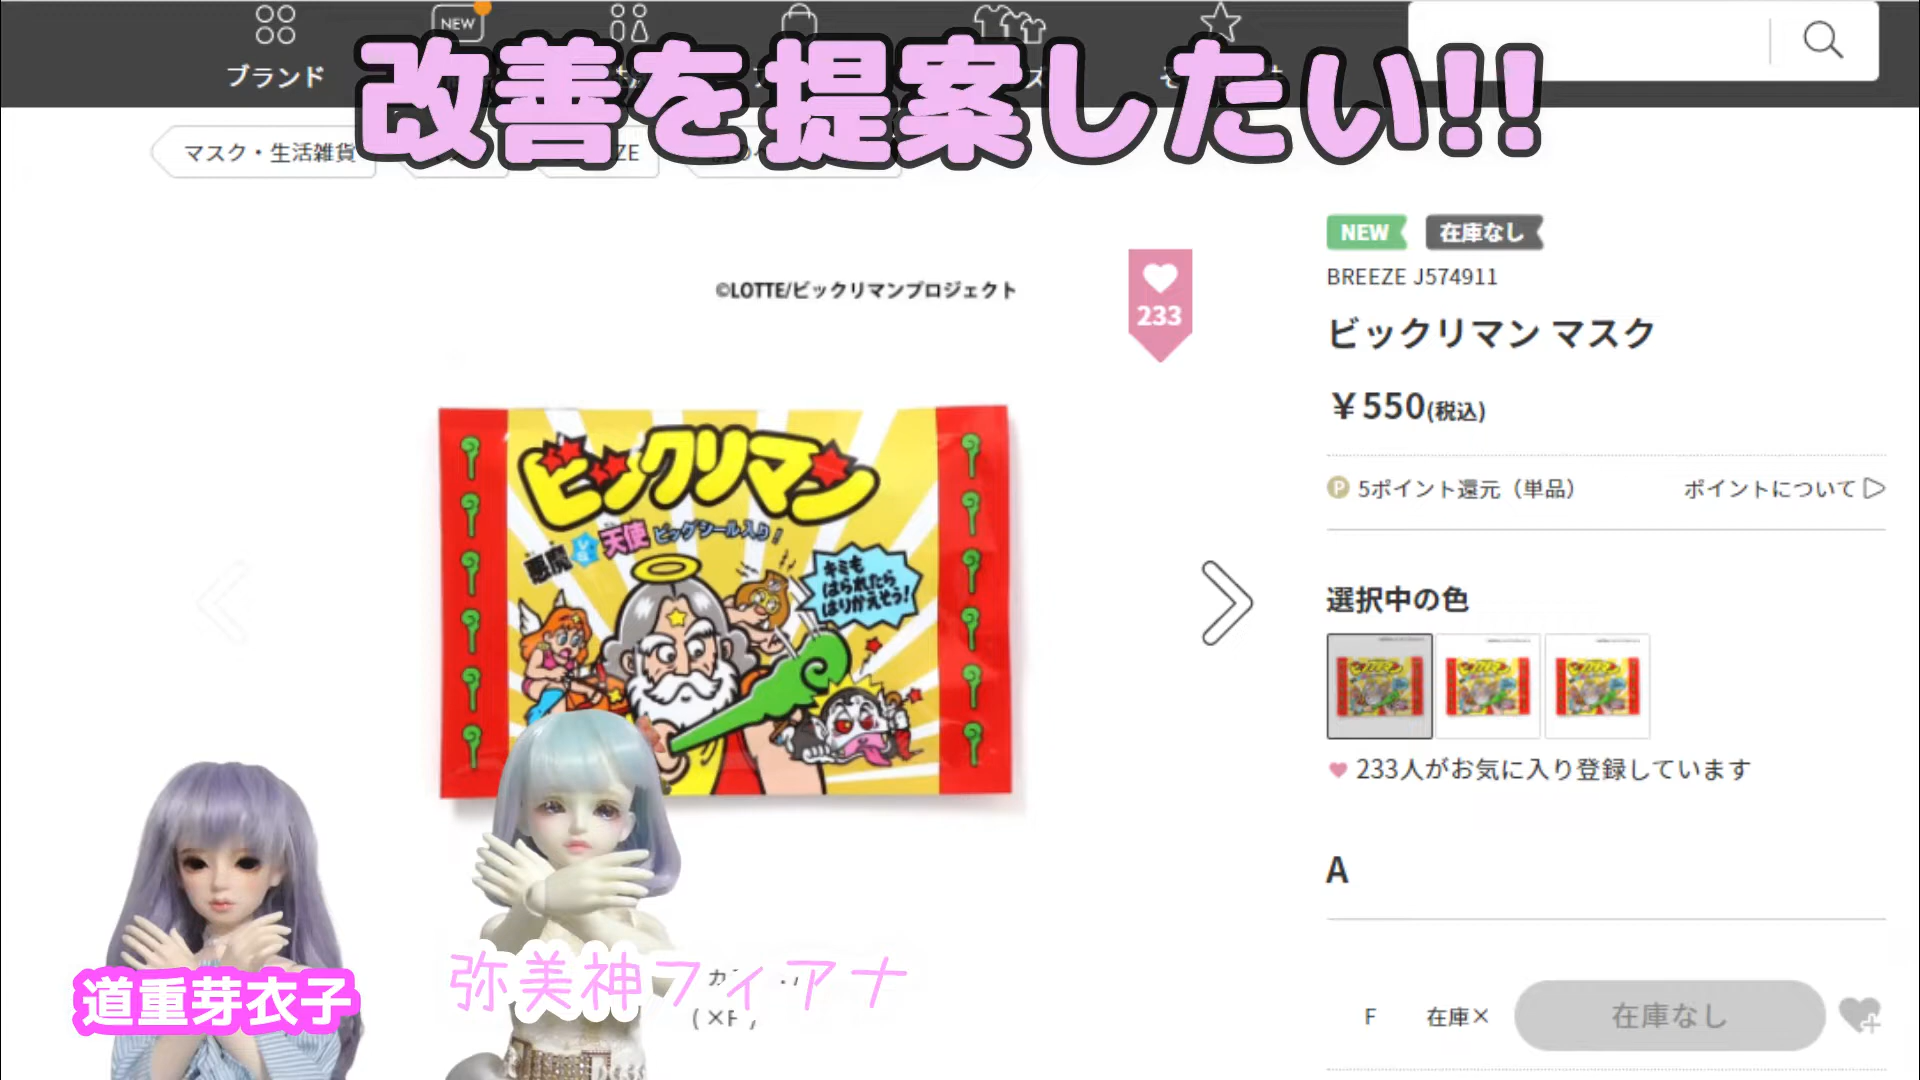 NEW
ブランド
改善を提案したい!!
マスク・生活雑貨
ZE
NEW 在庫なし
BREEZE J574911
ビックリマン マスク
￥550(税込)
P 5ポイント還元（単品）
ポイントについて
選択中の色
233人がお気に入り登録しています
A
F 在庫× 在庫なし
©LOTTE/ビックリマンプロジェクト
233
ビックリマン
悪魔VS天使 ビッグシール入り!
キミも
はられたら
はりかえそう!
道重芽衣子
弥美神フィアナ